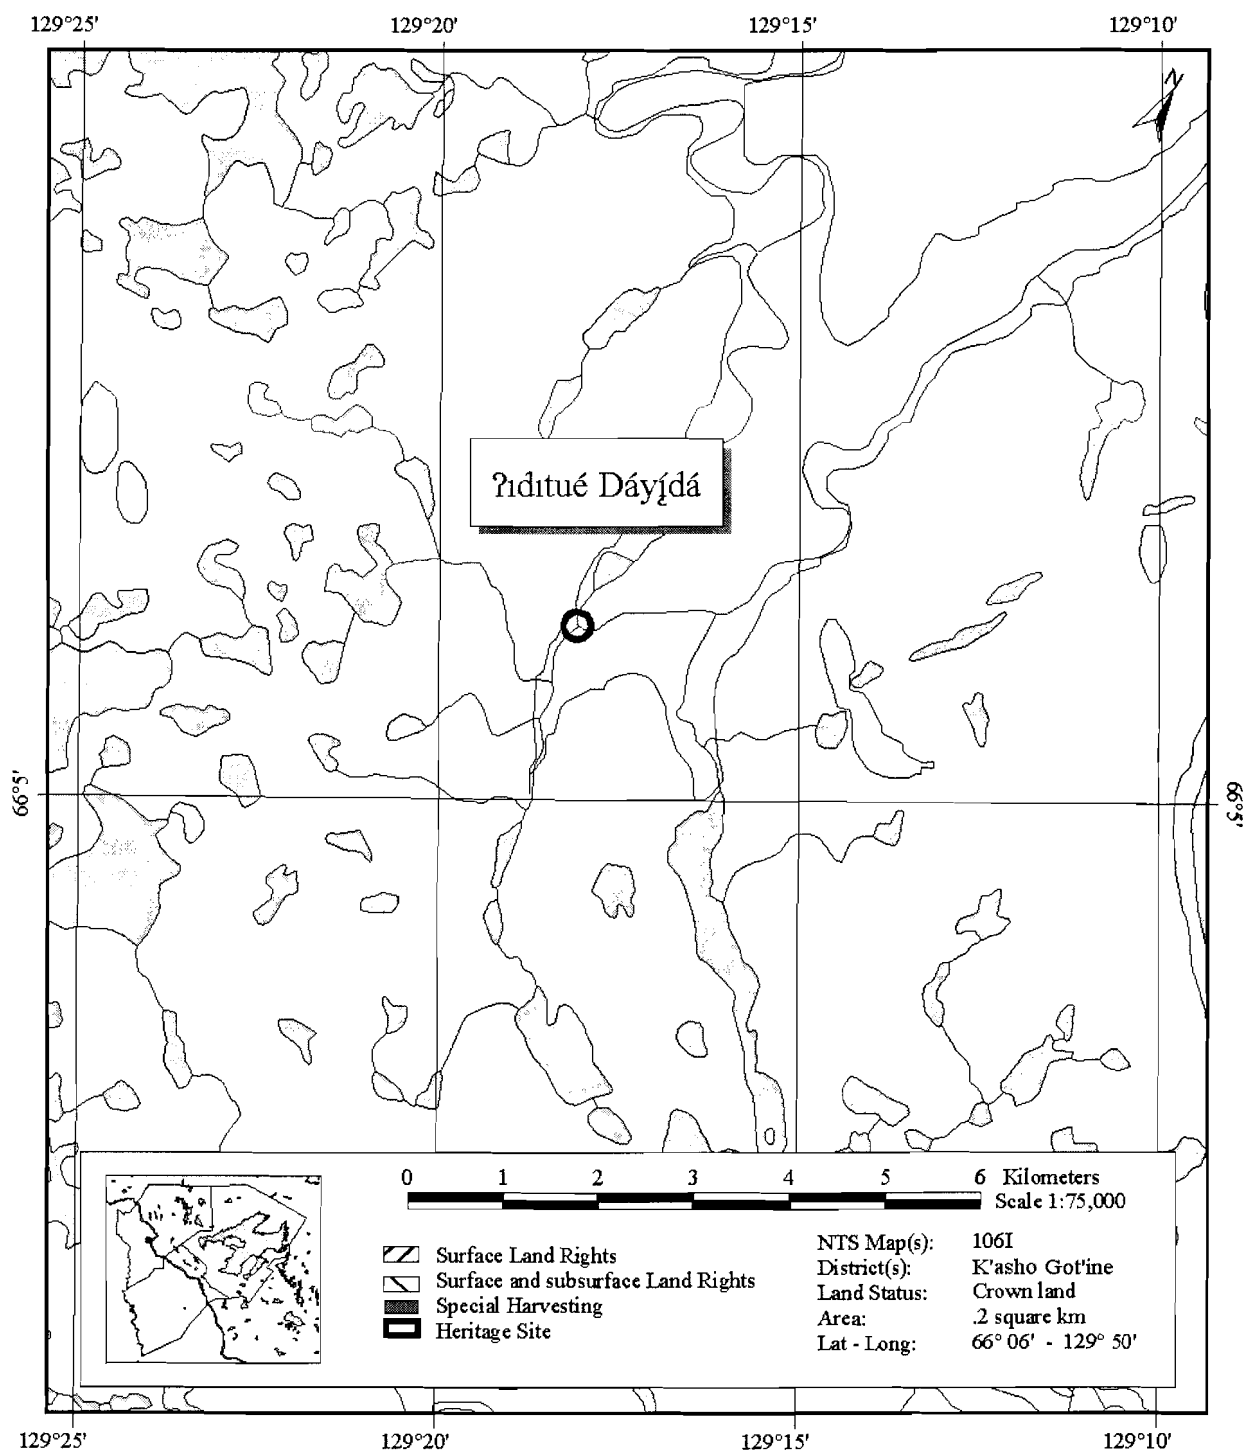 129°25' 129°20' 129°15' 129°10'
N
ʔıdıtué Dáyı̨́dá
66°5' 66°5'
0 1 2 3 4 5 6 Kilometers
Scale 1:75,000
Surface Land Rights
Surface and subsurface Land Rights
Special Harvesting
Heritage Site
NTS Map(s): 106I
District(s): K'asho Got'ine
Land Status: Crown land
Area: .2 square km
Lat - Long: 66° 06' - 129° 50'
129°25' 129°20' 129°15' 129°10'